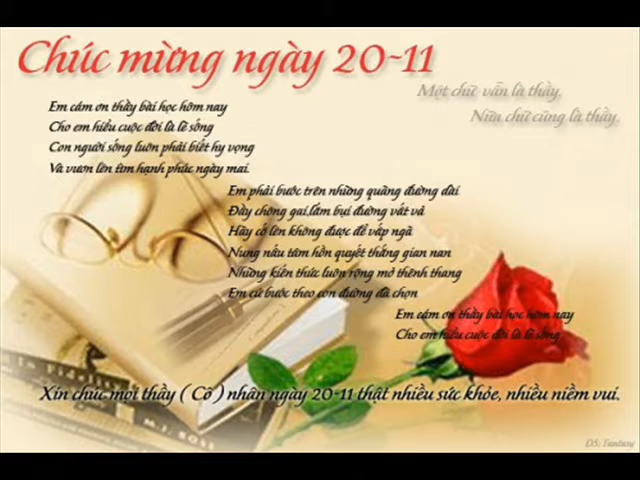 Chúc mừng ngày 20-11
Một chữ vẫn là thầy,
Nửa chữ cũng là thầy.
Em cám ơn thầy bài học hôm nay
Cho em hiểu cuộc đời là lẽ sống
Con người sống luôn phải biết hy vọng
Và vươn lên tìm hạnh phúc ngày mai.
Em phải bước trên những quãng đường dài
Đầy chông gai,lắm bụi đường vất vả
Hãy cố lên không được để vấp ngã
Nung nấu tâm hồn quyết thắng gian nan
Những kiến thức luôn rộng mở thênh thang
Em cứ bước theo con đường đã chọn
Em cám ơn thầy bài học hôm nay
Cho em hiểu cuộc đời là lẽ sống
Xin chúc mọi thầy ( Cô ) nhân ngày 20-11 thật nhiều sức khỏe, nhiều niềm vui.
M.J. ROSE
DS: Fantasy